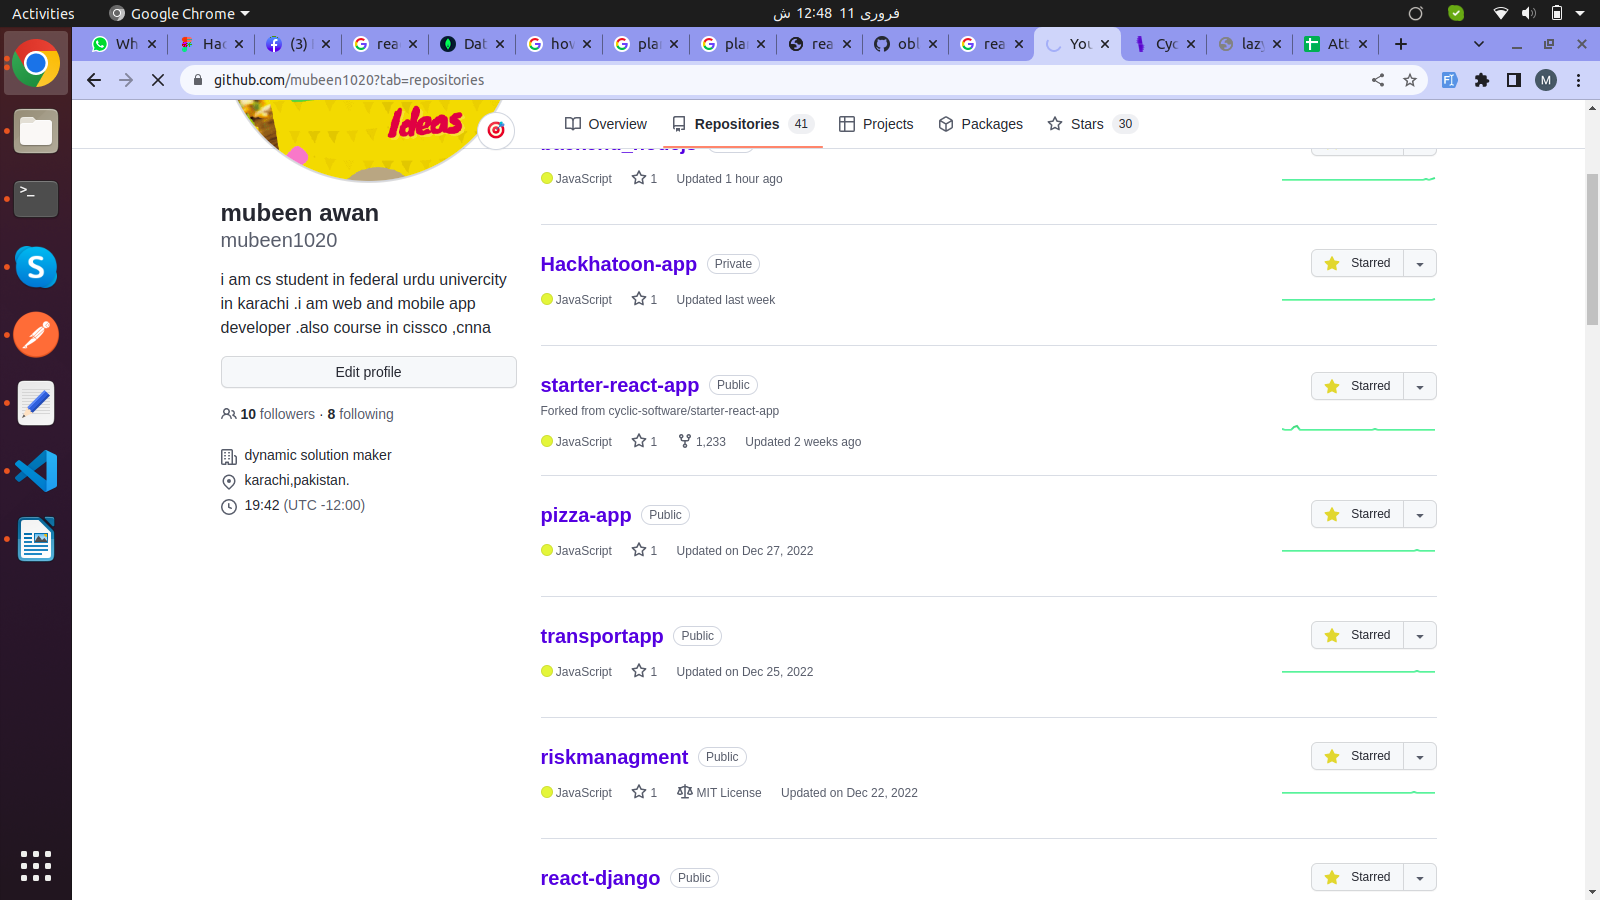 Activities
Google Chrome
فروری 11  12:48 ش
Wh
Hac
(3)
rea
Dat
hov
plan
plan
rea
obl
rea
You
Cyc
lazy
Att
github.com/mubeen1020?tab=repositories
M
Ideas
Overview
Repositories 41
Projects
Packages
Stars 30
mubeen awan
mubeen1020
i am cs student in federal urdu univercity
in karachi .i am web and mobile app
developer .also course in cissco ,cnna
Edit profile
10 followers · 8 following
dynamic solution maker
karachi,pakistan.
19:42 (UTC -12:00)
JavaScript 1 Updated 1 hour ago
Hackhatoon-app Private
Starred
JavaScript 1 Updated last week
starter-react-app Public
Starred
Forked from cyclic-software/starter-react-app
JavaScript 1 1,233 Updated 2 weeks ago
pizza-app Public
Starred
JavaScript 1 Updated on Dec 27, 2022
transportapp Public
Starred
JavaScript 1 Updated on Dec 25, 2022
riskmanagment Public
Starred
JavaScript 1 MIT License Updated on Dec 22, 2022
react-django Public
Starred